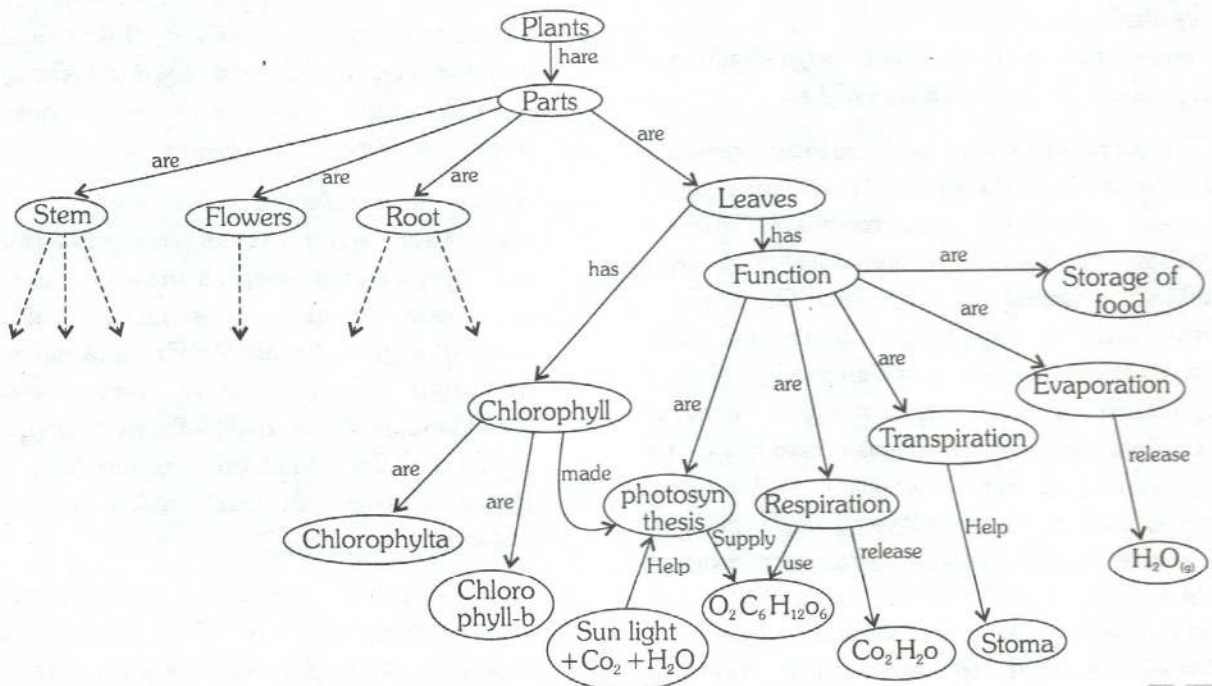 Plants
hare
Parts
are
are
are
are
Stem
Flowers
Root
Leaves
has
has
Function
are
Storage of
food
are
are
are
are
Evaporation
Chlorophyll
Transpiration
are
are
made
photosyn
thesis
Respiration
release
Chlorophylta
Supply
use
release
Help
Help
H₂O(g)
Chloro
phyll-b
O₂ C₆ H₁₂o₆
Sun light
+Co₂ +H₂O
Co₂ H₂o
Stoma